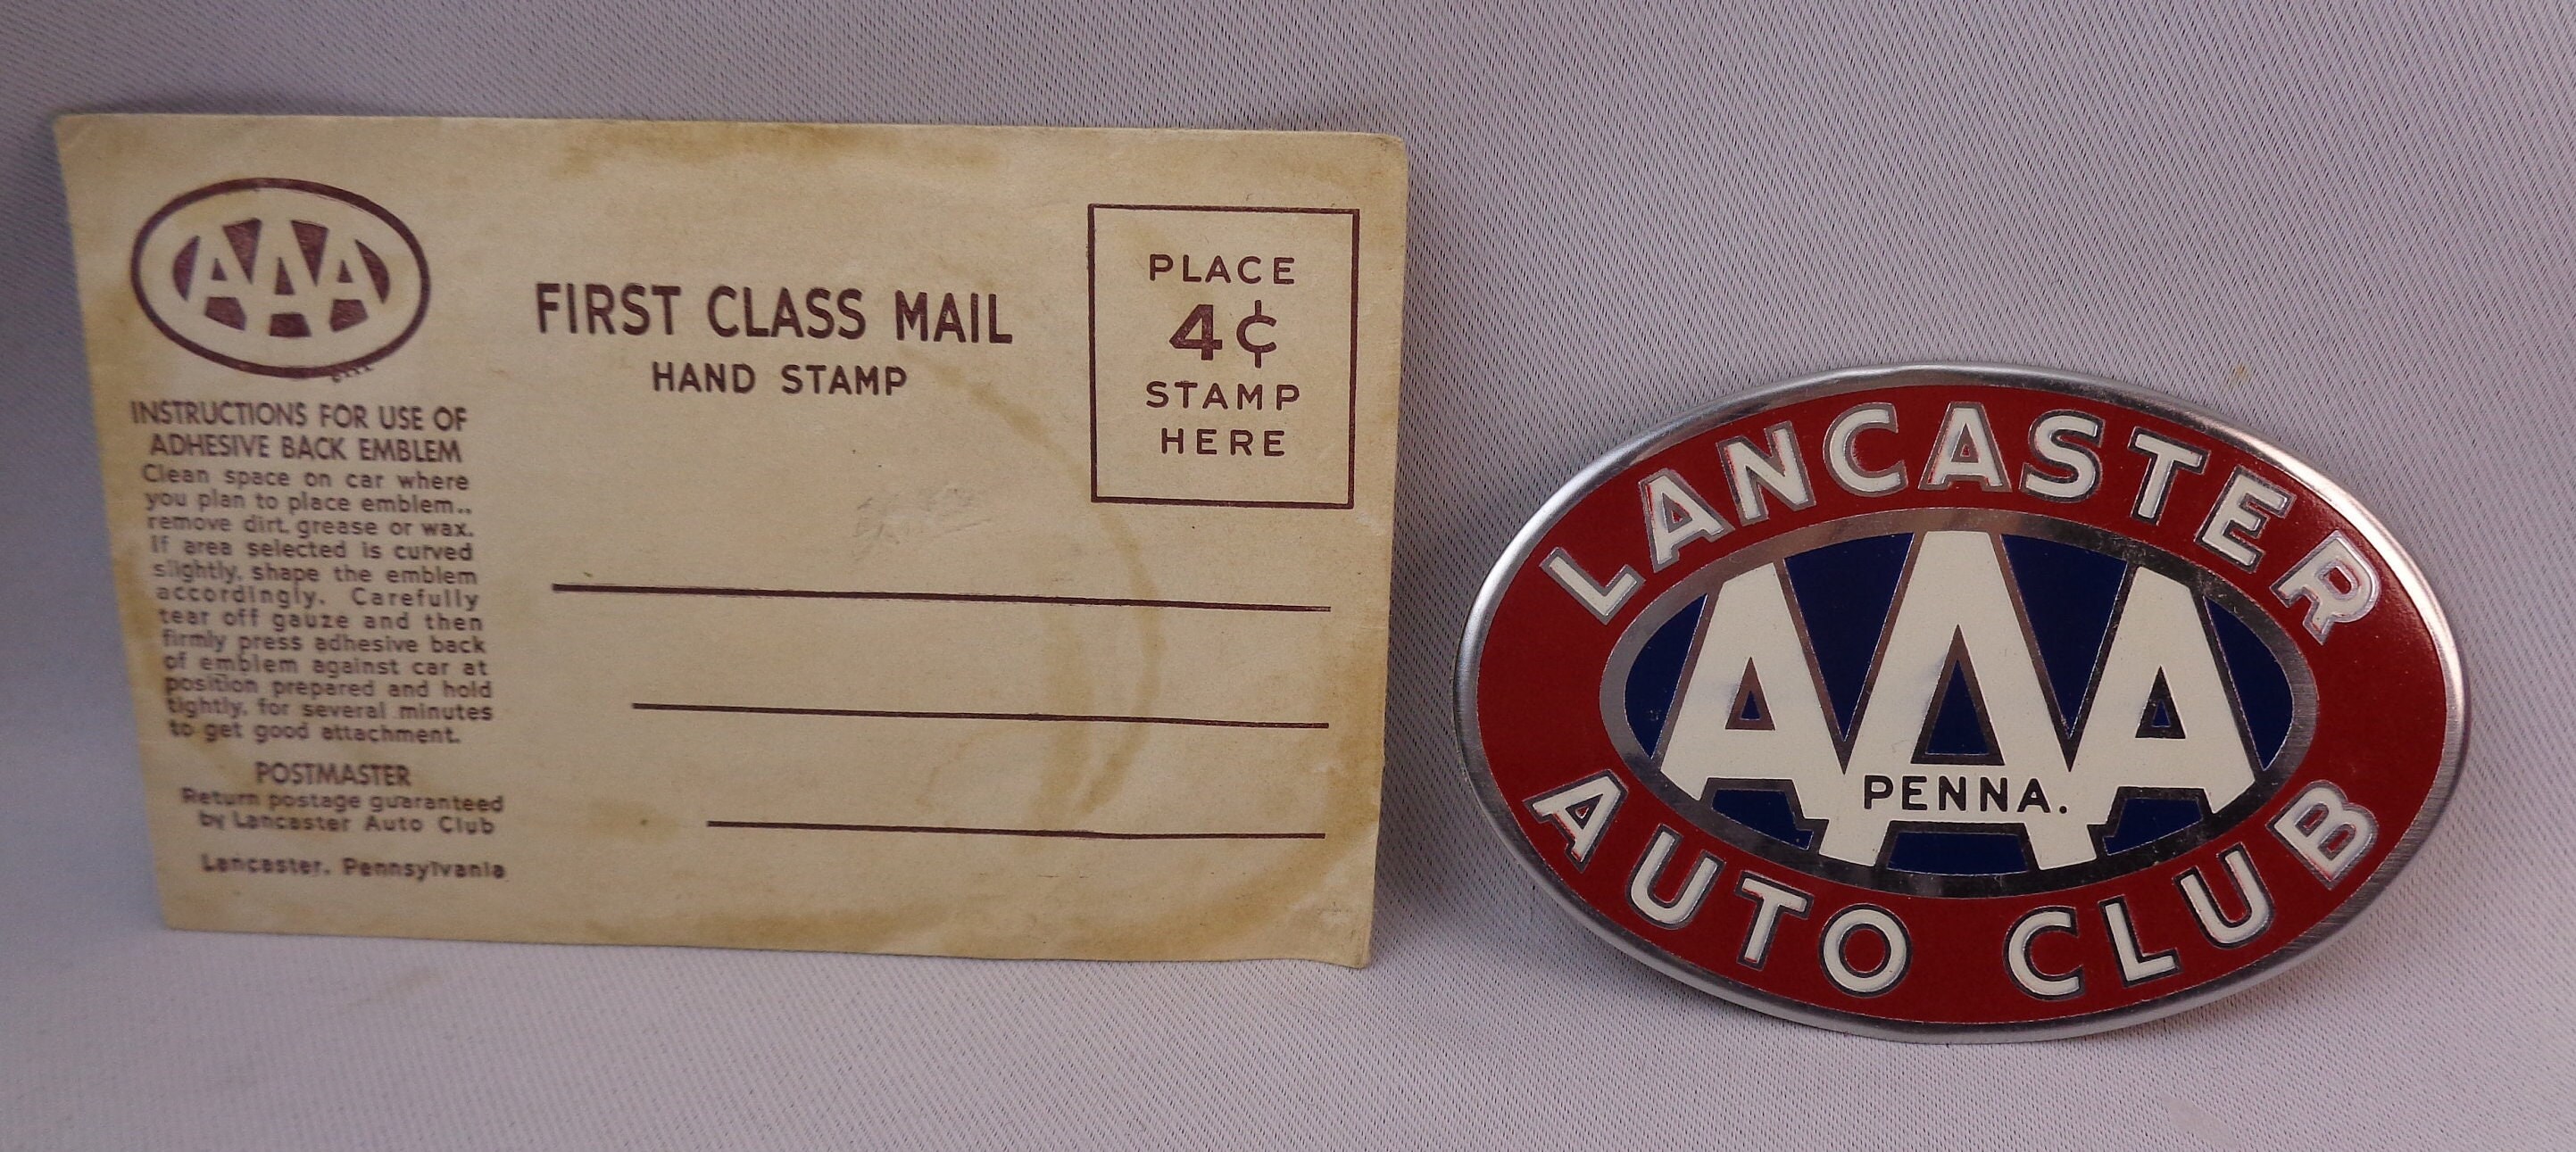 AAA
INSTRUCTIONS FOR USE OF
ADHESIVE BACK EMBLEM
Clean space on car where
you plan to place emblem..
remove dirt, grease or wax.
If area selected is curved
slightly, shape the emblem
accordingly. Carefully
tear off gauze and then
firmly press adhesive back
of emblem against car at
position prepared and hold
tightly, for several minutes
to get good attachment.
POSTMASTER
Return postage guaranteed
by Lancaster Auto Club
Lancaster, Pennsylvania
FIRST CLASS MAIL
HAND STAMP
PLACE
4¢
STAMP
HERE
LANCASTER
AAA
PENNA.
AUTO CLUB